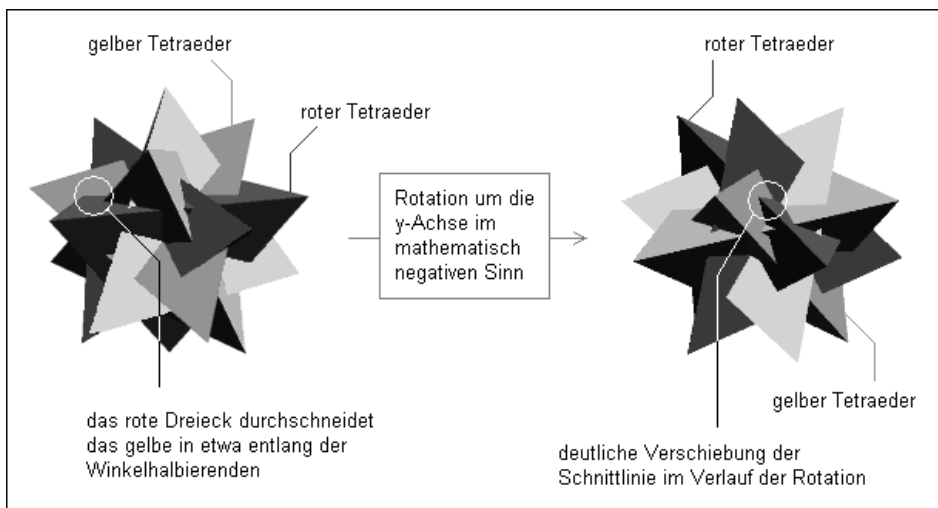 gelber Tetraeder
roter Tetraeder
das rote Dreieck durchschneidet
das gelbe in etwa entlang der
Winkelhalbierenden
Rotation um die
y-Achse im
mathematisch
negativen Sinn
roter Tetraeder
gelber Tetraeder
deutliche Verschiebung der
Schnittlinie im Verlauf der Rotation